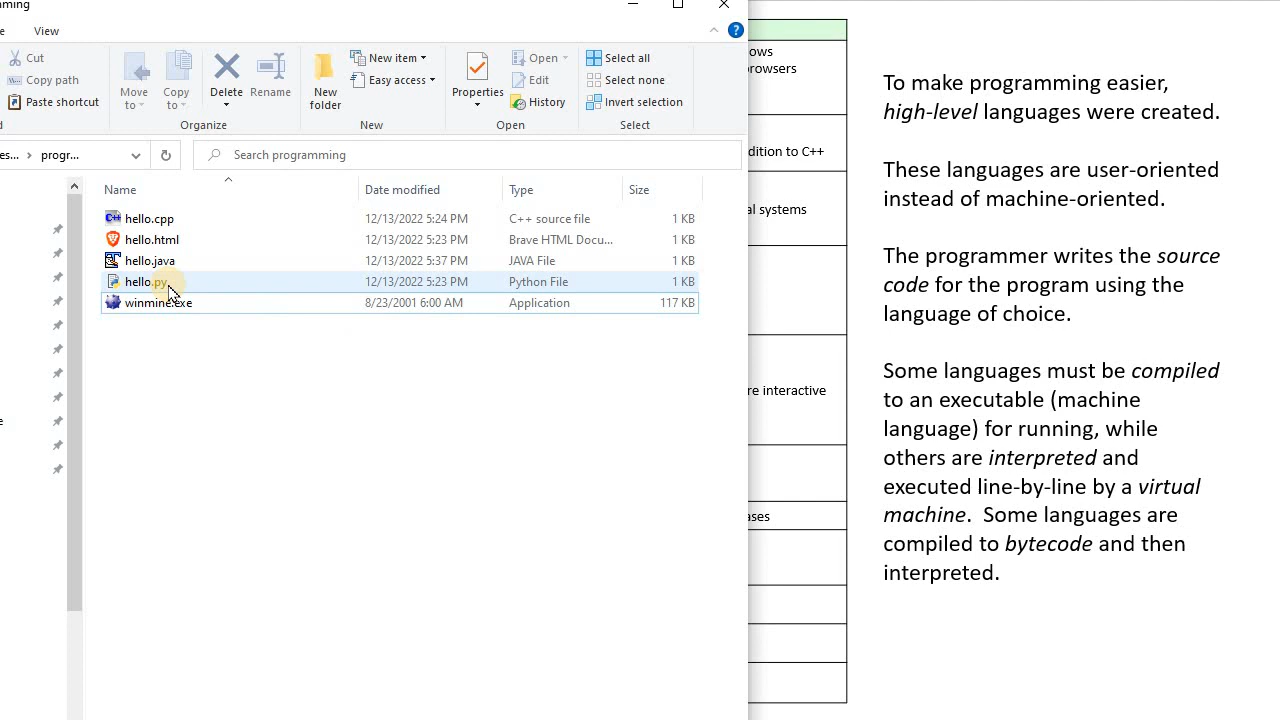 mming
e View
Cut
Copy path
Paste shortcut
Move to
Copy to
Delete
Rename
Organize
New folder
New item
Easy access
New
Properties
Open
Edit
History
Open
Select all
Select none
Invert selection
Select
es... > progr...
Search programming
Name Date modified Type Size
hello.cpp 12/13/2022 5:24 PM C++ source file 1 KB
hello.html 12/13/2022 5:23 PM Brave HTML Docu... 1 KB
hello.java 12/13/2022 5:37 PM JAVA File 1 KB
hello.py 12/13/2022 5:23 PM Python File 1 KB
winmine.exe 8/23/2001 6:00 AM Application 117 KB
ows
rowsers
dition to C++
al systems
re interactive
ases
To make programming easier,
high-level languages were created.
These languages are user-oriented
instead of machine-oriented.
The programmer writes the source
code for the program using the
language of choice.
Some languages must be compiled
to an executable (machine
language) for running, while
others are interpreted and
executed line-by-line by a virtual
machine. Some languages are
compiled to bytecode and then
interpreted.